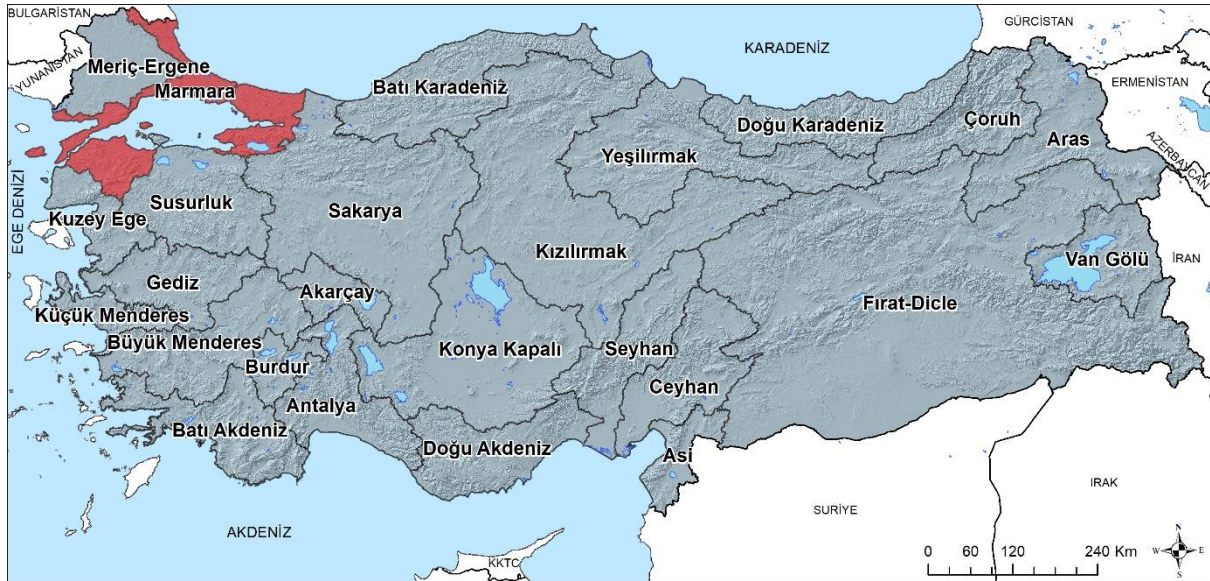 BULGARİSTAN
GÜRCİSTAN
KARADENİZ
YUNANİSTAN
Meriç-Ergene
Marmara
Batı Karadeniz
ERMENİSTAN
Doğu Karadeniz
Çoruh
Aras
AZERBAYCAN
Yeşilırmak
EGE DENİZİ
Kuzey Ege
Susurluk
Sakarya
Kızılırmak
Van Gölü
İRAN
Gediz
Akarçay
Fırat-Dicle
Küçük Menderes
Büyük Menderes
Burdur
Konya Kapalı
Seyhan
Ceyhan
Antalya
Batı Akdeniz
Doğu Akdeniz
Asi
IRAK
SURİYE
AKDENİZ
KKTC
N
W E
S
0 60 120 240 Km